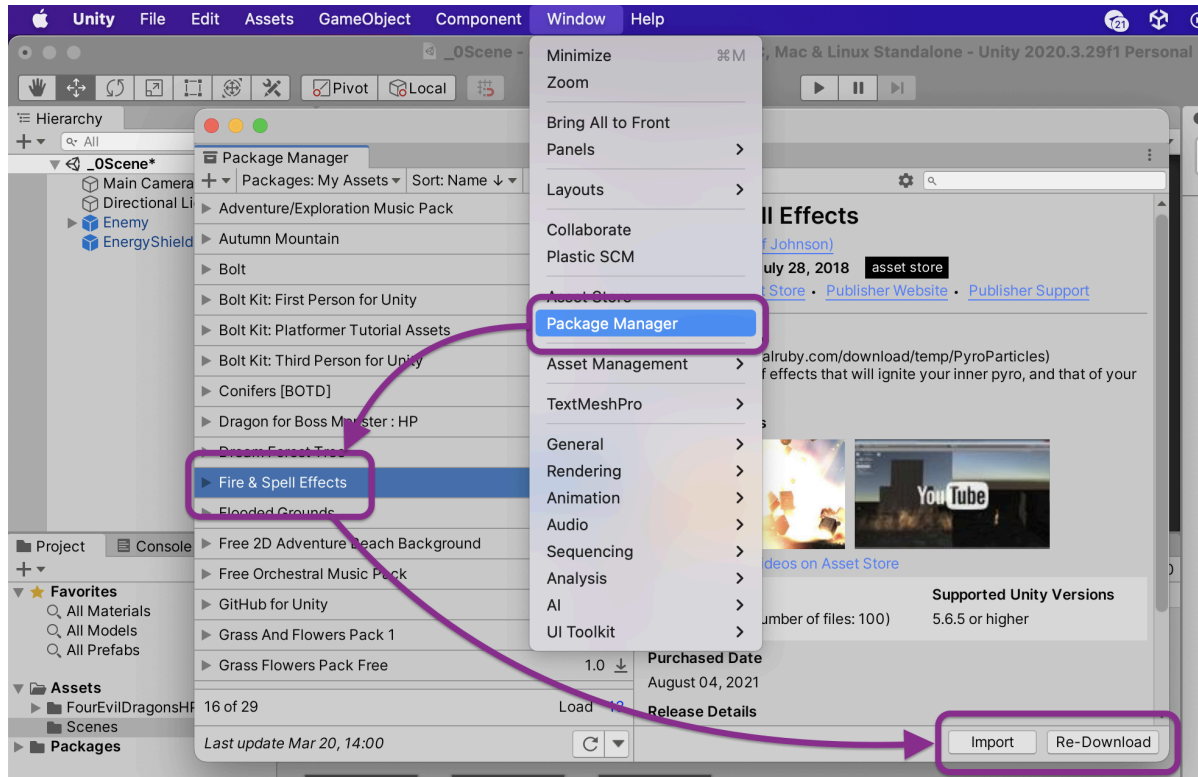 Unity File Edit Assets GameObject Component Window Help
21
_0Scene - , Mac & Linux Standalone - Unity 2020.3.29f1 Personal
Pivot Local
Hierarchy
All
_0Scene*
Main Camera
Directional Li
Enemy
EnergyShield
Package Manager
Packages: My Assets Sort: Name ↓
Adventure/Exploration Music Pack
Autumn Mountain
Bolt
Bolt Kit: First Person for Unity
Bolt Kit: Platformer Tutorial Assets
Bolt Kit: Third Person for Unity
Conifers [BOTD]
Dragon for Boss Monster : HP
Dream Forest Tree
Fire & Spell Effects
Flooded Grounds
Free 2D Adventure Beach Background
Free Orchestral Music Pack
GitHub for Unity
Grass And Flowers Pack 1
Grass Flowers Pack Free 1.0
16 of 29 Load
Last update Mar 20, 14:00
Minimize ⌘M
Zoom
Bring All to Front
Panels
Layouts
Collaborate
Plastic SCM
Asset Store
Package Manager
Asset Management
TextMeshPro
General
Rendering
Animation
Audio
Sequencing
Analysis
AI
UI Toolkit
ll Effects
f Johnson)
uly 28, 2018 asset store
t Store • Publisher Website • Publisher Support
alruby.com/download/temp/PyroParticles)
f effects that will ignite your inner pyro, and that of your
s
YouTube
ideos on Asset Store
Supported Unity Versions
umber of files: 100) 5.6.5 or higher
Purchased Date
August 04, 2021
Release Details
Import Re-Download
Project Console
Favorites
All Materials
All Models
All Prefabs
Assets
FourEvilDragonsHP
Scenes
Packages